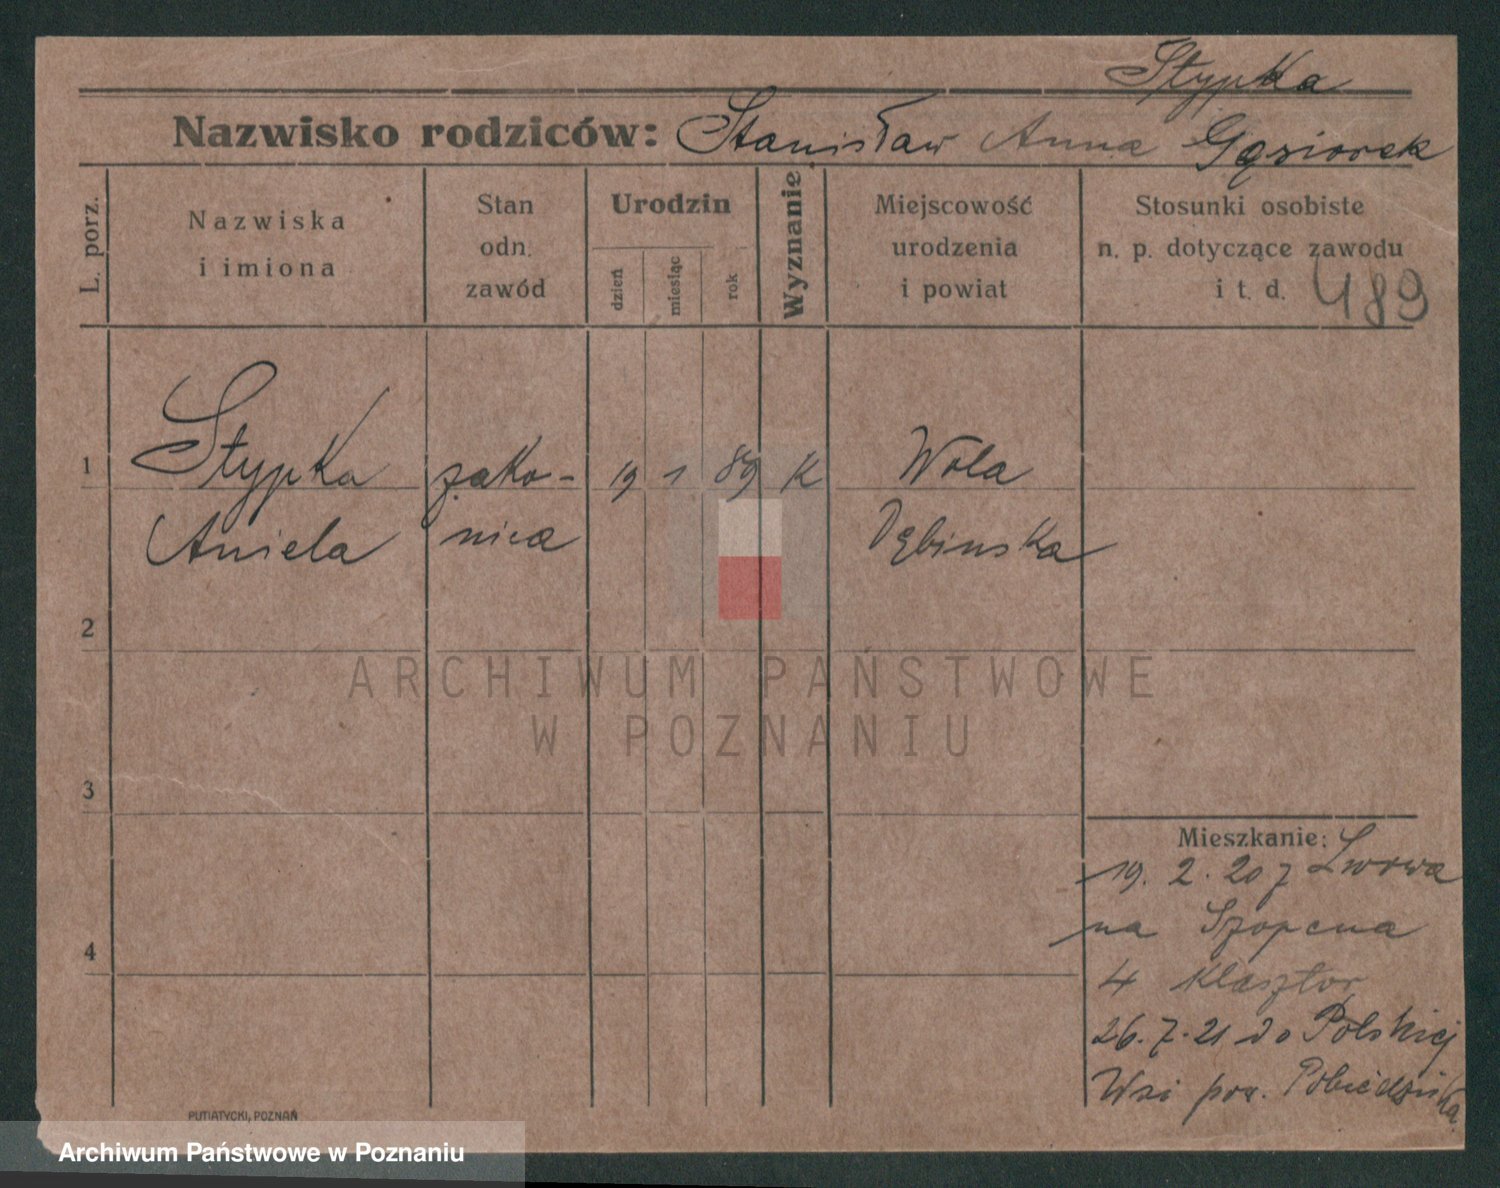 Stypka
Nazwisko rodziców: Stanisław Anna Gąsiorek
L. porz.
Nazwiska
i imiona
Stan
odn.
zawód
Urodzin
dzień
miesiąc
rok
Wyznanie
Miejscowość
urodzenia
i powiat
Stosunki osobiste
n. p. dotyczące zawodu
i t. d. 489
1 Stypka zako- 19 1 89 K Wola
Aniela nica Dębinska
2
3
4
Mieszkanie: Lwowa
19. 2. 20 z
na Szopena
4 Klasztor
26. 7. 21 do Polskiej
Wsi pow. Pobiedziska
PUTIATYCKI, POZNAŃ
ARCHIWUM PAŃSTWOWE
W POZNANIU
Archiwum Państwowe w Poznaniu